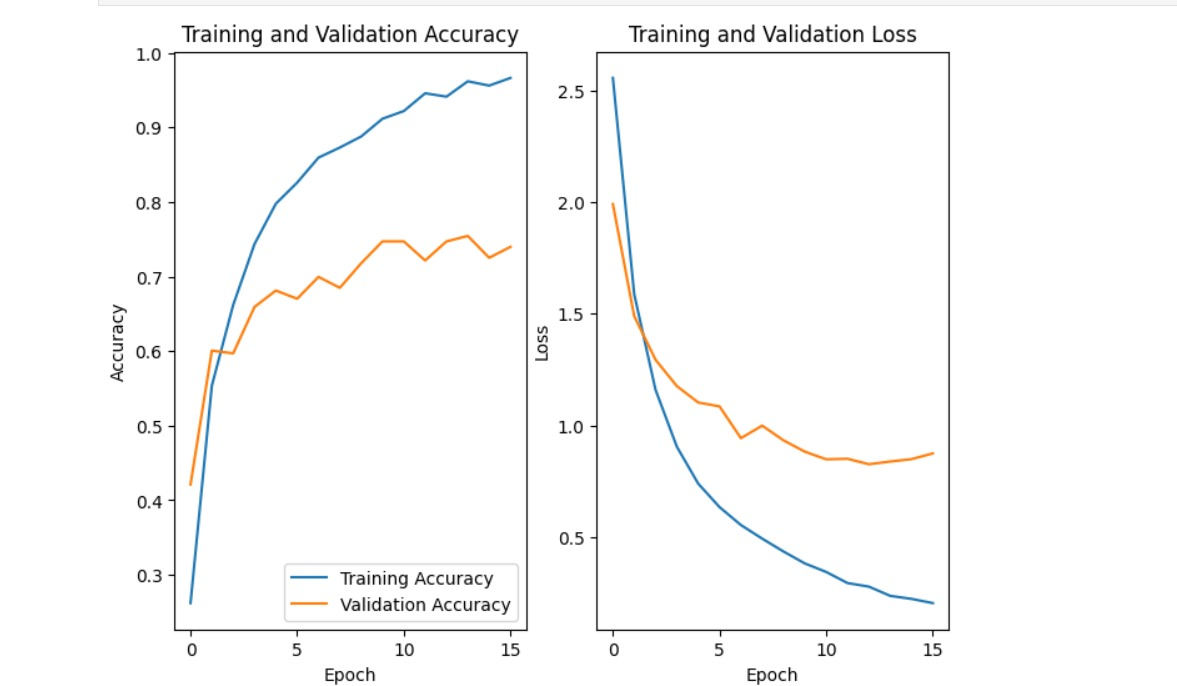 Training and Validation Accuracy
1.0
0.9
0.8
0.7
0.6
0.5
0.4
0.3
Accuracy
Training Accuracy
Validation Accuracy
0 5 10 15
Epoch
Training and Validation Loss
2.5
2.0
1.5
1.0
0.5
Loss
0 5 10 15
Epoch